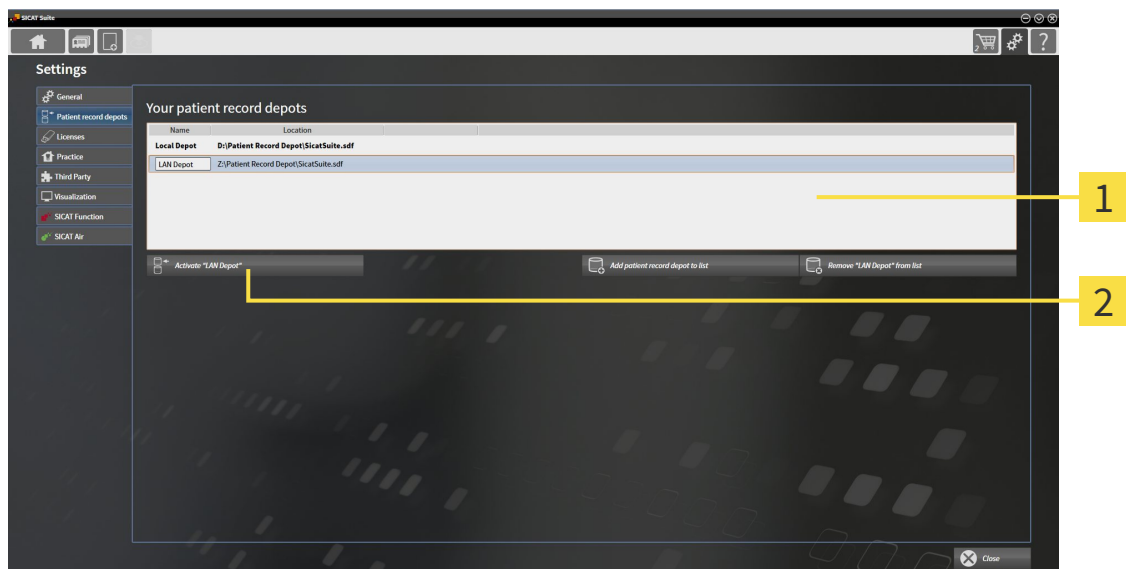 SICAT Suite
2
?
Settings
General
Patient record depots
Licenses
Practice
Third Party
Visualization
SICAT Function
SICAT Air
Your patient record depots
Name Location
Local Depot D:\Patient Record Depot\SicatSuite.sdf
LAN Depot Z:\Patient Record Depot\SicatSuite.sdf
1
Activate "LAN Depot" Add patient record depot to list Remove "LAN Depot" from list
2
Close